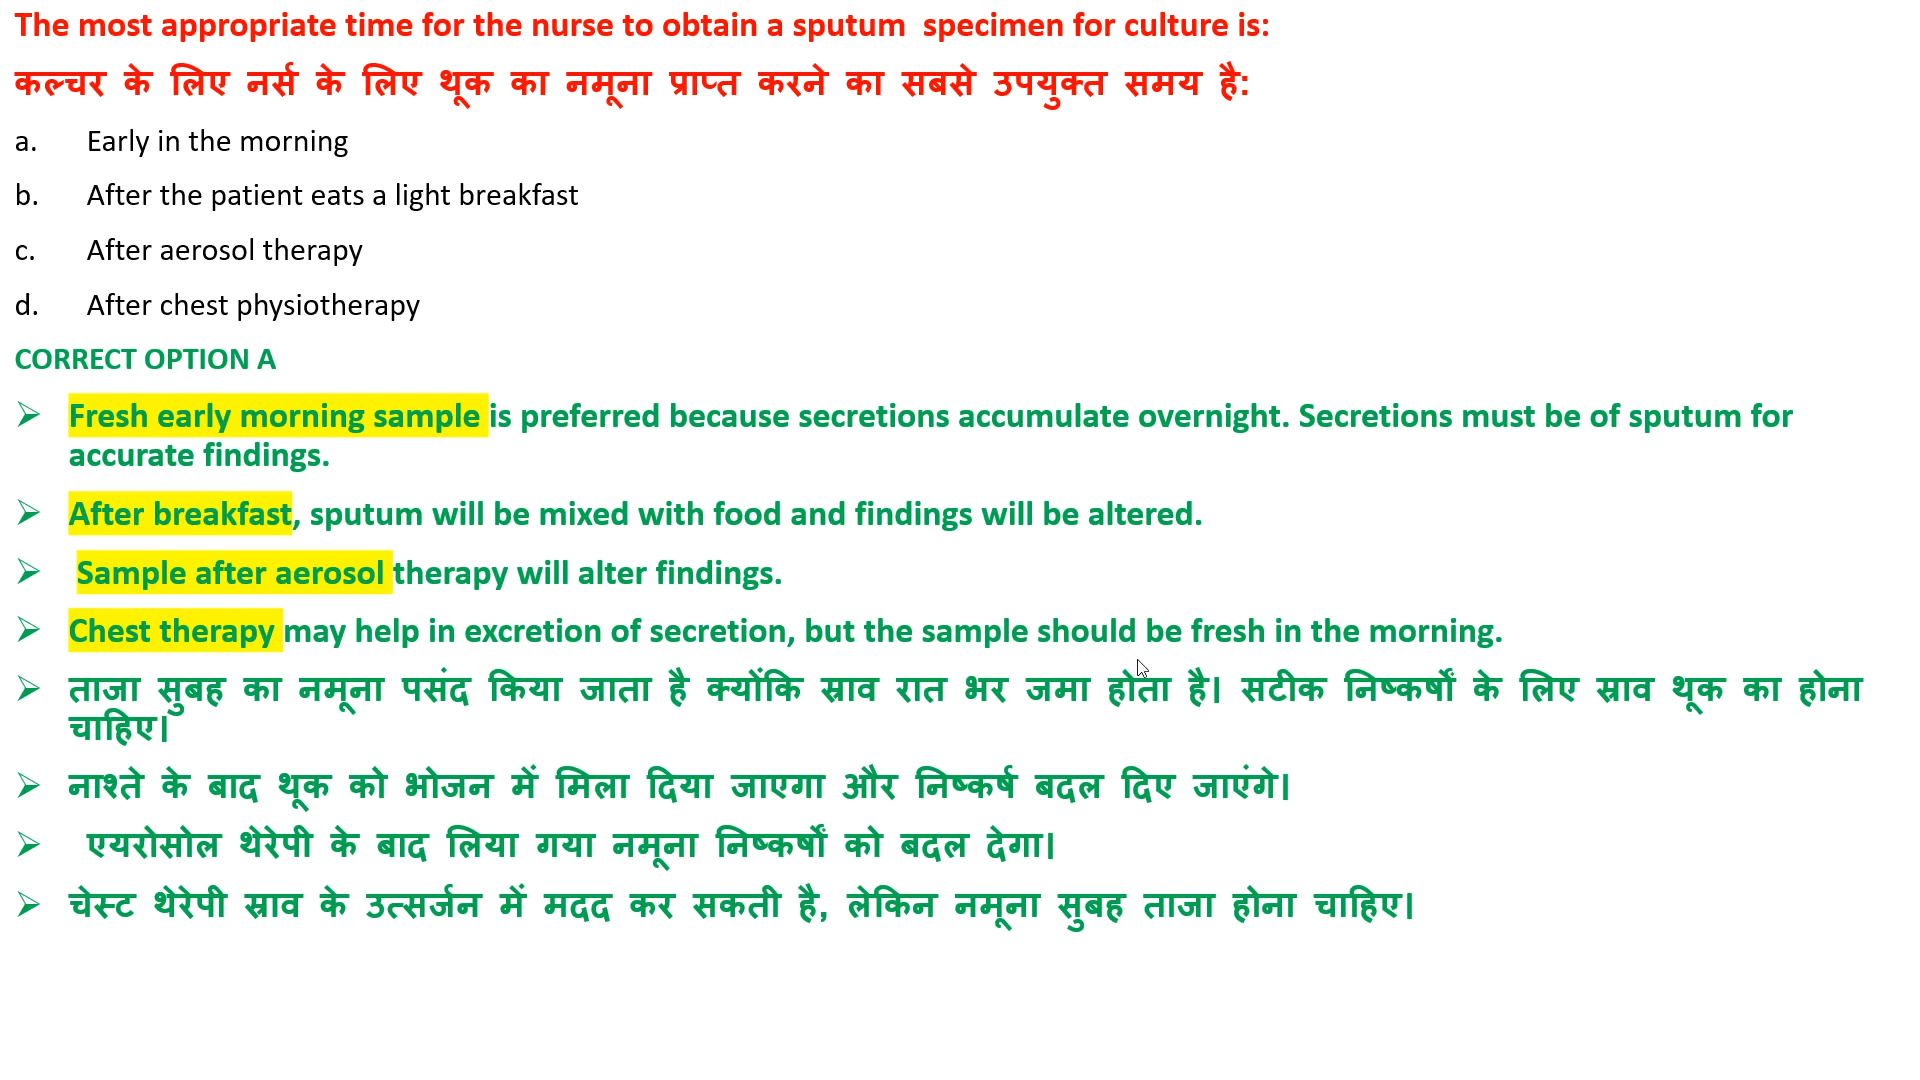 The most appropriate time for the nurse to obtain a sputum  specimen for culture is:
कल्चर के लिए नर्स के लिए थूक का नमूना प्राप्त करने का सबसे उपयुक्त समय है:
a. Early in the morning
b. After the patient eats a light breakfast
c. After aerosol therapy
d. After chest physiotherapy
CORRECT OPTION A
➢ Fresh early morning sample is preferred because secretions accumulate overnight. Secretions must be of sputum for
accurate findings.
➢ After breakfast, sputum will be mixed with food and findings will be altered.
➢ Sample after aerosol therapy will alter findings.
➢ Chest therapy may help in excretion of secretion, but the sample should be fresh in the morning.
➢ ताजा सुबह का नमूना पसंद किया जाता है क्योंकि स्राव रात भर जमा होता है। सटीक निष्कर्षों के लिए स्राव थूक का होना
चाहिए।
➢ नाश्ते के बाद थूक को भोजन में मिला दिया जाएगा और निष्कर्ष बदल दिए जाएंगे।
➢ एयरोसोल थेरेपी के बाद लिया गया नमूना निष्कर्षों को बदल देगा।
➢ चेस्ट थेरेपी स्राव के उत्सर्जन में मदद कर सकती है, लेकिन नमूना सुबह ताजा होना चाहिए।